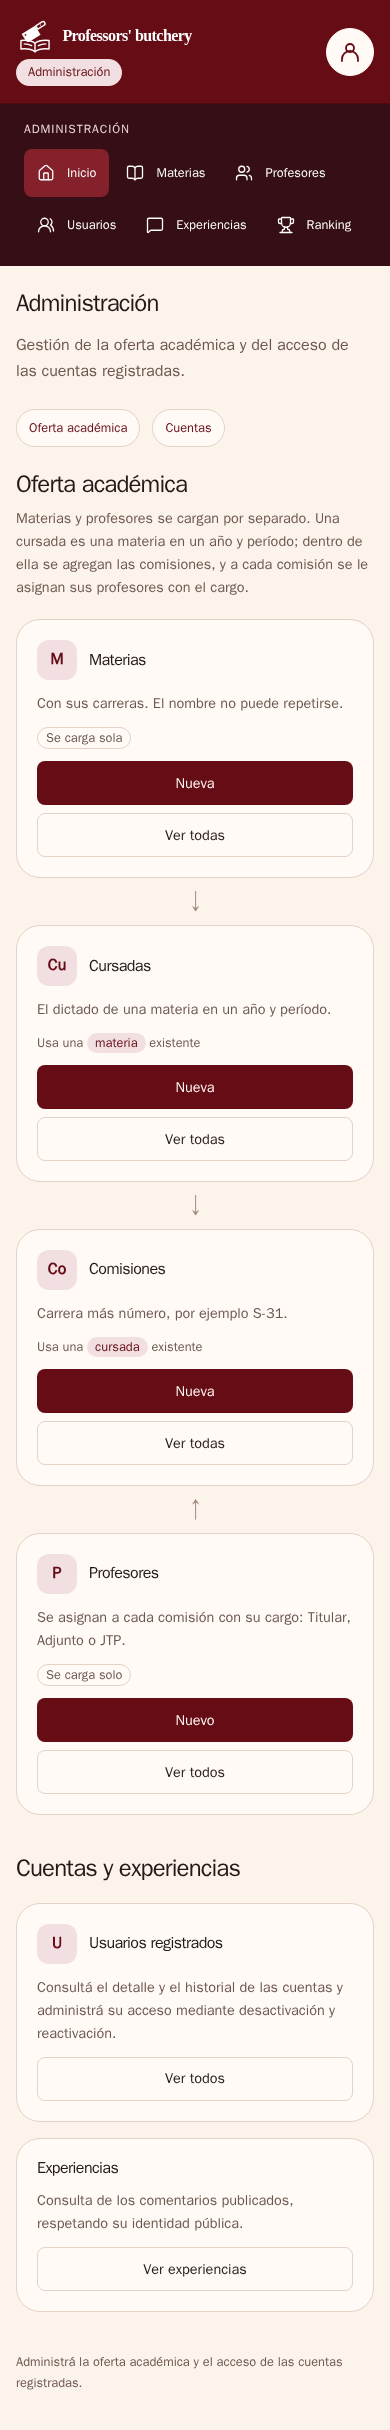 Professors' butchery
Administración
ADMINISTRACIÓN
Inicio
Materias
Profesores
Usuarios
Experiencias
Ranking
Administración
Gestión de la oferta académica y del acceso de
las cuentas registradas.
Oferta académica
Cuentas
Oferta académica
Materias y profesores se cargan por separado. Una
cursada es una materia en un año y período; dentro de
ella se agregan las comisiones, y a cada comisión se le
asignan sus profesores con el cargo.
M
Materias
Con sus carreras. El nombre no puede repetirse.
Se carga sola
Nueva
Ver todas
↓
Cu
Cursadas
El dictado de una materia en un año y período.
Usa una materia existente
Nueva
Ver todas
↓
Co
Comisiones
Carrera más número, por ejemplo S-31.
Usa una cursada existente
Nueva
Ver todas
↑
P
Profesores
Se asignan a cada comisión con su cargo: Titular,
Adjunto o JTP.
Se carga solo
Nuevo
Ver todos
Cuentas y experiencias
U
Usuarios registrados
Consultá el detalle y el historial de las cuentas y
administrá su acceso mediante desactivación y
reactivación.
Ver todos
Experiencias
Consulta de los comentarios publicados,
respetando su identidad pública.
Ver experiencias
Administrá la oferta académica y el acceso de las cuentas
registradas.